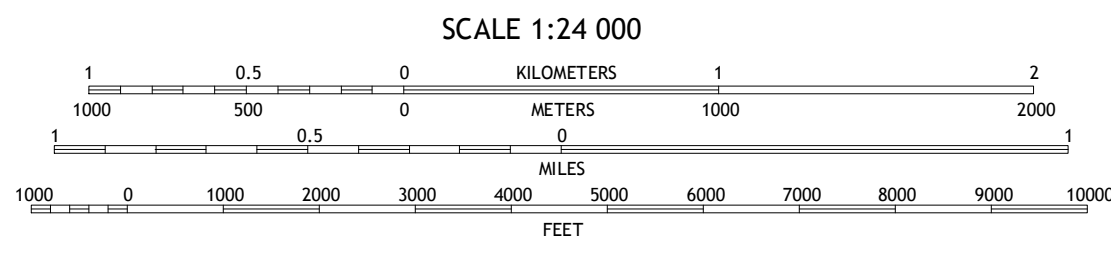 SCALE 1:24 000
1 0.5 0 KILOMETERS 1 2
1000 500 0 METERS 1000 2000
1 0.5 0 1
MILES
1000 0 1000 2000 3000 4000 5000 6000 7000 8000 9000 10000
FEET